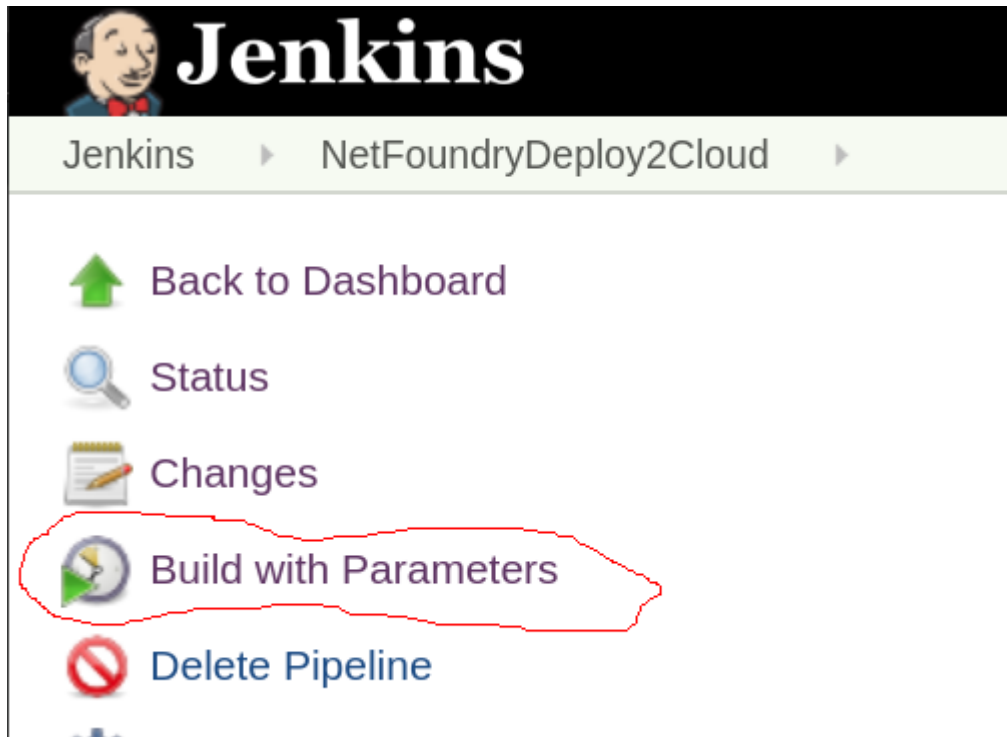 Jenkins
Jenkins NetFoundryDeploy2Cloud
Back to Dashboard
Status
Changes
Build with Parameters
Delete Pipeline